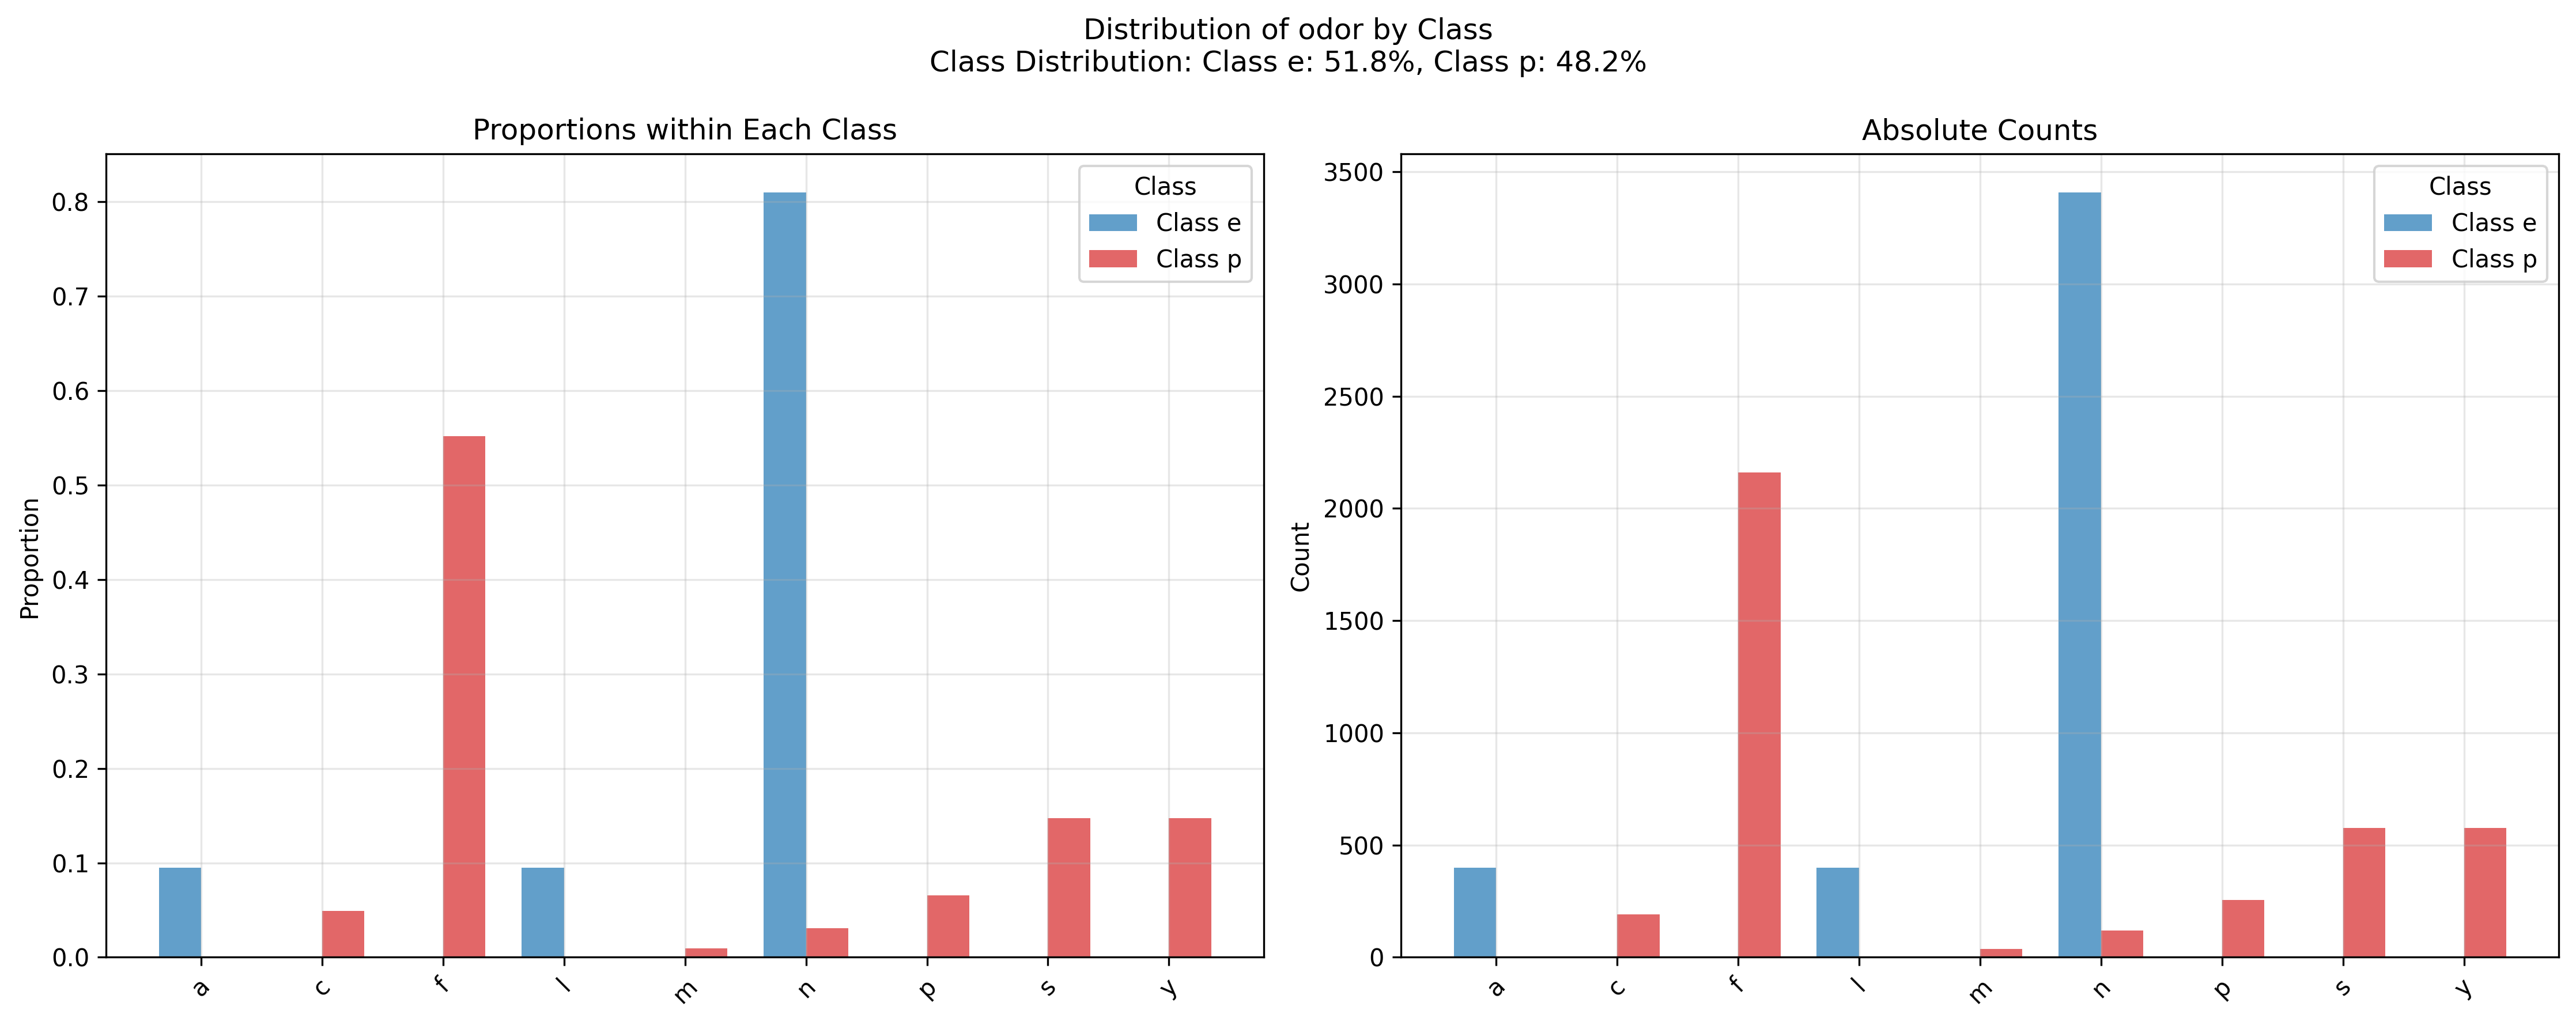 Distribution of odor by Class
Class Distribution: Class e: 51.8%, Class p: 48.2%
Proportions within Each Class
Proportion
0.8
0.7
0.6
0.5
0.4
0.3
0.2
0.1
0.0
a
c
f
l
m
n
p
s
y
Class
Class e
Class p
Absolute Counts
Count
3500
3000
2500
2000
1500
1000
500
0
a
c
f
l
m
n
p
s
y
Class
Class e
Class p